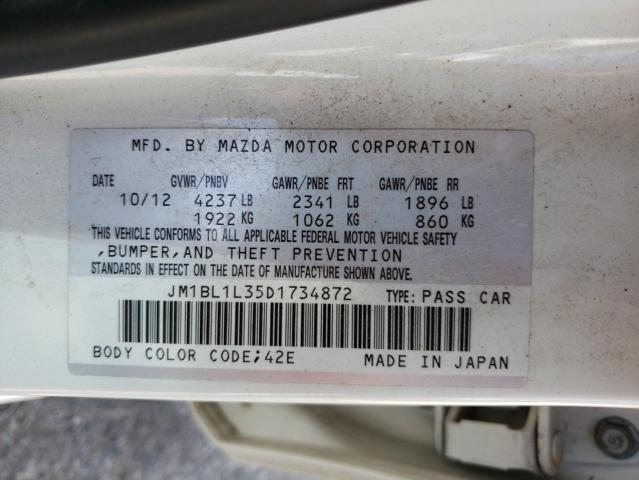 MFD. BY MAZDA MOTOR CORPORATION
DATE GVWR/PNBV GAWR/PNBE FRT GAWR/PNBE RR
10/12 4237 LB 2341 LB 1896 LB
1922 KG 1062 KG 860 KG
THIS VEHICLE CONFORMS TO ALL APPLICABLE FEDERAL MOTOR VEHICLE SAFETY
,BUMPER,AND THEFT PREVENTION
STANDARDS IN EFFECT ON THE DATE OF MANUFACTURE SHOWN ABOVE.
JM1BL1L35D1734872 TYPE: PASS CAR
BODY COLOR CODE;42E MADE IN JAPAN